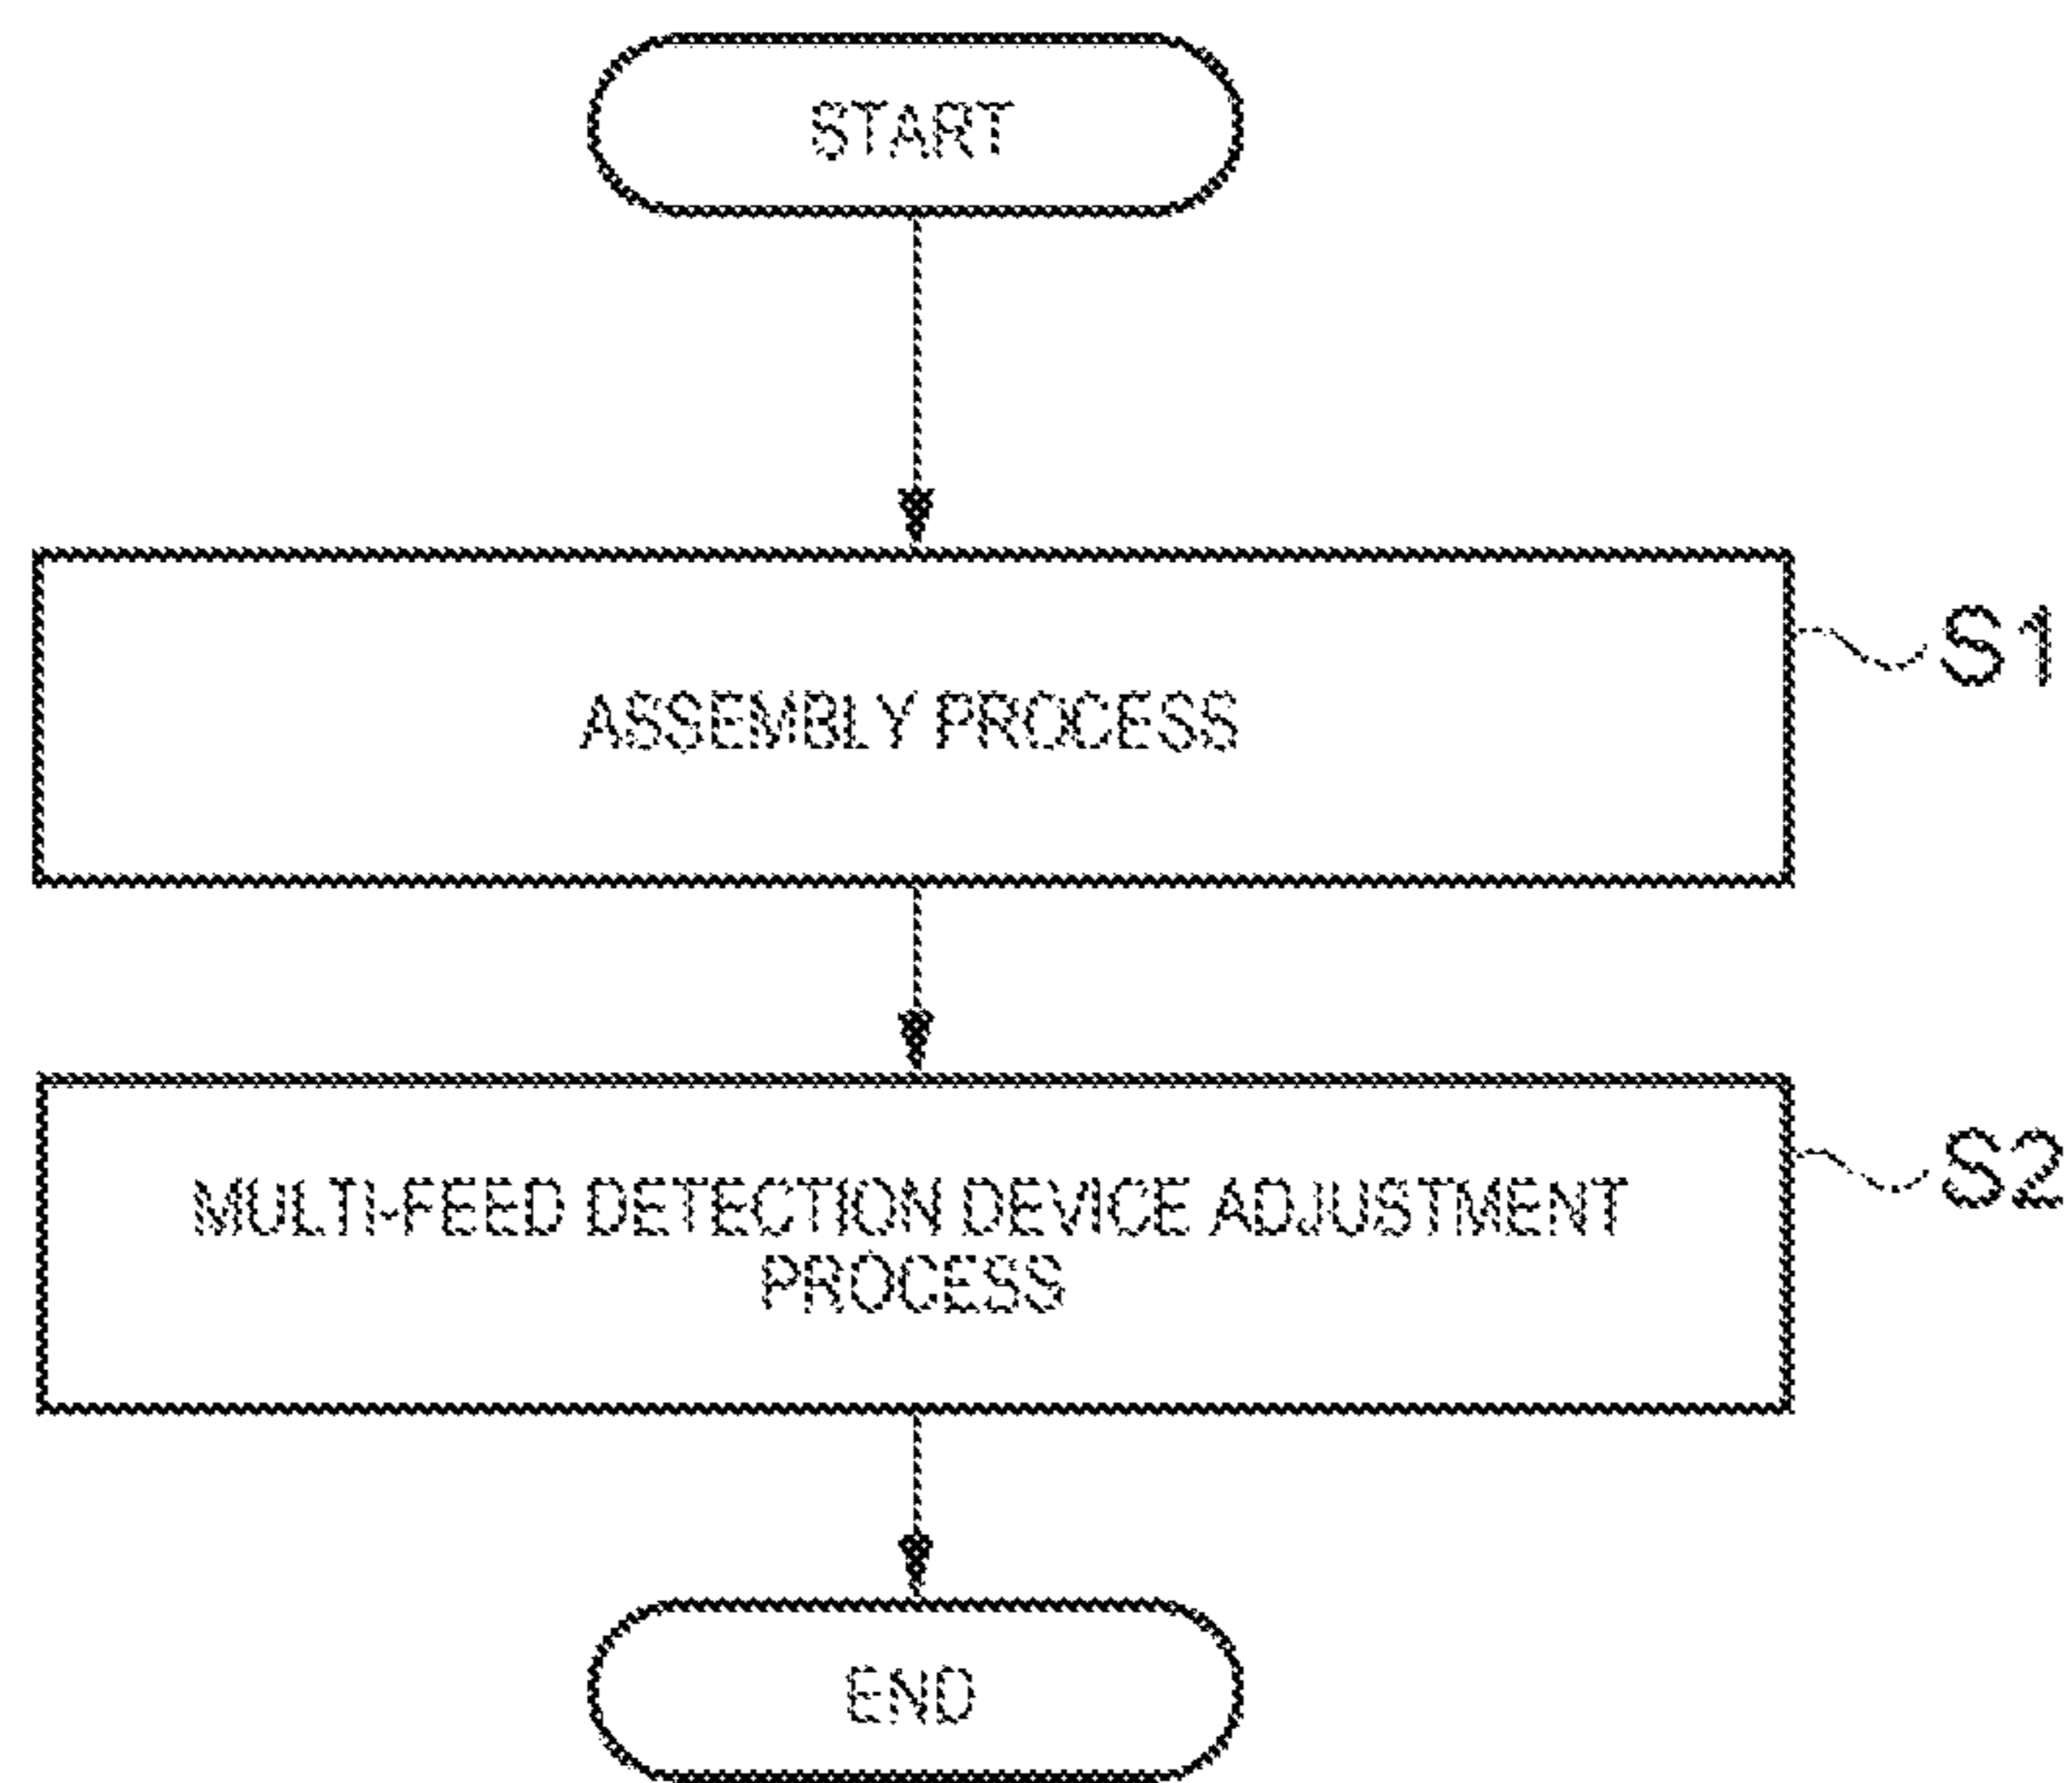 START
ASSEMBLY PROCESS
S1
MULTI-FEED DETECTION DEVICE ADJUSTMENT
PROCESS
S2
END